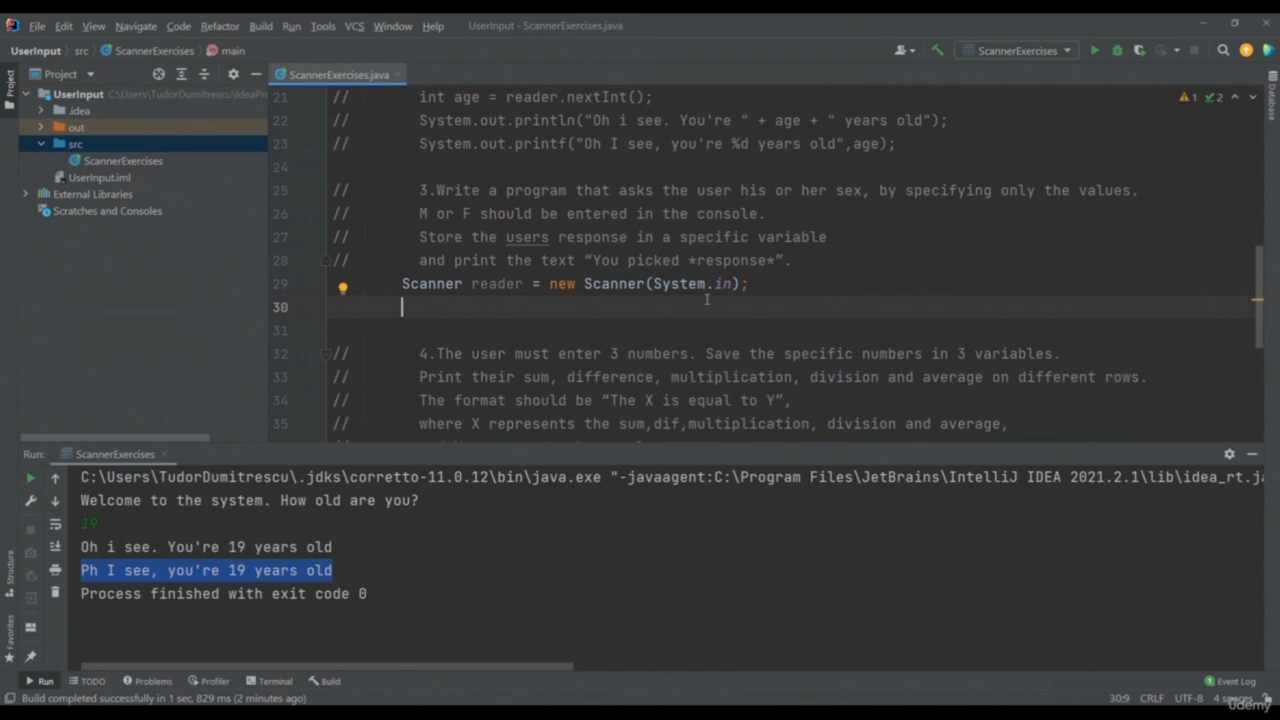 File Edit View Navigate Code Refactor Build Run Tools VCS Window Help UserInput - ScannerExercises.java
UserInput src ScannerExercises main ScannerExercises
Project ScannerExercises.java
UserInput C:\Users\TudorDumitrescu\IdeaPro
.idea
out
src
ScannerExercises
UserInput.iml
External Libraries
Scratches and Consoles
Project
Database
1 2
21 // int age = reader.nextInt();
22 // System.out.println("Oh i see. You're " + age + " years old");
23 // System.out.printf("Oh I see, you're %d years old",age);
24
25 // 3.Write a program that asks the user his or her sex, by specifying only the values.
26 // M or F should be entered in the console.
27 // Store the users response in a specific variable
28 // and print the text “You picked *response*”.
29 Scanner reader = new Scanner(System.in);
30
31
32 // 4.The user must enter 3 numbers. Save the specific numbers in 3 variables.
33 // Print their sum, difference, multiplication, division and average on different rows.
34 // The format should be “The X is equal to Y”,
35 // where X represents the sum,dif,multiplication, division and average,
Run: ScannerExercises
C:\Users\TudorDumitrescu\.jdks\corretto-11.0.12\bin\java.exe "-javaagent:C:\Program Files\JetBrains\IntelliJ IDEA 2021.2.1\lib\idea_rt.ja
Welcome to the system. How old are you?
19
Oh i see. You're 19 years old
Ph I see, you're 19 years old
Process finished with exit code 0
Structure
Favorites
Run TODO Problems Profiler Terminal Build Event Log
Build completed successfully in 1 sec, 829 ms (2 minutes ago) 30:9 CRLF UTF-8 4 spaces
udemy